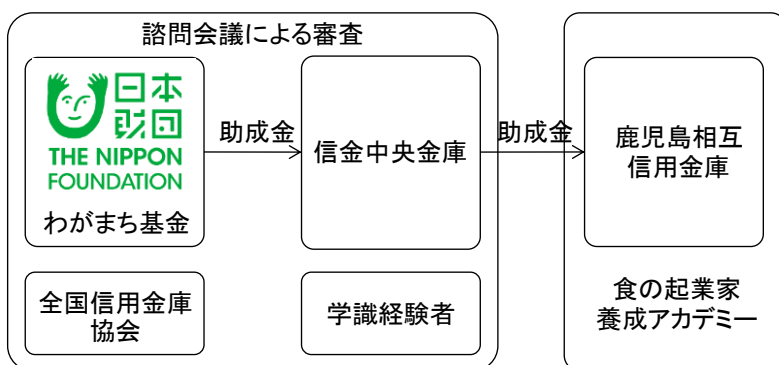 諮問会議による審査
日本
財団
THE NIPPON
FOUNDATION
わがまち基金
助成金
信金中央金庫
助成金
鹿児島相互
信用金庫
全国信用金庫
協会
学識経験者
食の起業家
養成アカデミー